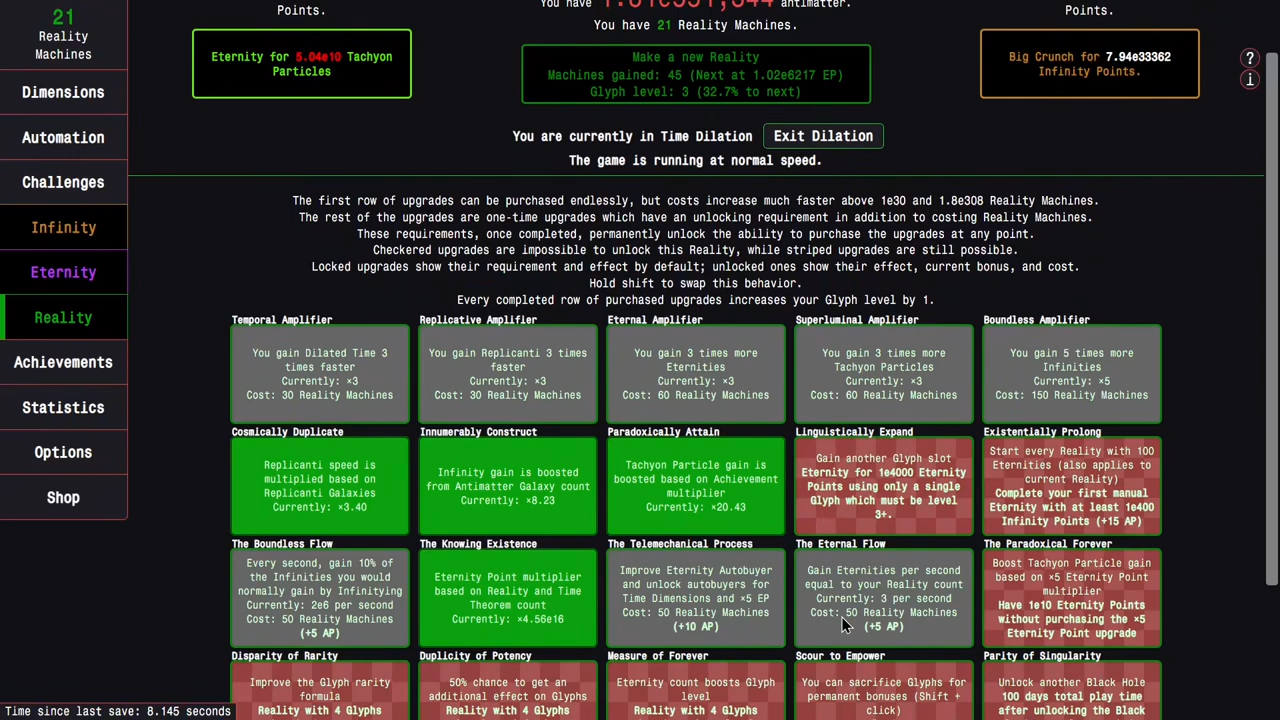 21
Reality
Machines
Dimensions
Automation
Challenges
Infinity
Eternity
Reality
Achievements
Statistics
Options
Shop
Points.
Eternity for 5.04e10 Tachyon
Particles
You have antimatter.
You have 21 Reality Machines.
Make a new Reality
Machines gained: 45 (Next at 1.02e6217 EP)
Glyph level: 3 (32.7% to next)
Points.
Big Crunch for 7.94e33362
Infinity Points.
?
i
You are currently in Time Dilation
Exit Dilation
The game is running at normal speed.
The first row of upgrades can be purchased endlessly, but costs increase much faster above 1e30 and 1.8e308 Reality Machines.
The rest of the upgrades are one-time upgrades which have an unlocking requirement in addition to costing Reality Machines.
These requirements, once completed, permanently unlock the ability to purchase the upgrades at any point.
Checkered upgrades are impossible to unlock this Reality, while striped upgrades are still possible.
Locked upgrades show their requirement and effect by default; unlocked ones show their effect, current bonus, and cost.
Hold shift to swap this behavior.
Every completed row of purchased upgrades increases your Glyph level by 1.
Temporal Amplifier
You gain Dilated Time 3
times faster
Currently: ×3
Cost: 30 Reality Machines
Replicative Amplifier
You gain Replicanti 3 times
faster
Currently: ×3
Cost: 30 Reality Machines
Eternal Amplifier
You gain 3 times more
Eternities
Currently: ×3
Cost: 60 Reality Machines
Superluminal Amplifier
You gain 3 times more
Tachyon Particles
Currently: ×3
Cost: 60 Reality Machines
Boundless Amplifier
You gain 5 times more
Infinities
Currently: ×5
Cost: 150 Reality Machines
Cosmically Duplicate
Replicanti speed is
multiplied based on
Replicanti Galaxies
Currently: ×3.40
Innumerably Construct
Infinity gain is boosted
from Antimatter Galaxy count
Currently: ×8.23
Paradoxically Attain
Tachyon Particle gain is
boosted based on Achievement
multiplier
Currently: ×20.43
Linguistically Expand
Gain another Glyph slot
Eternity for 1e4000 Eternity
Points using only a single
Glyph which must be level
3+.
Existentially Prolong
Start every Reality with 100
Eternities (also applies to
current Reality)
Complete your first manual
Eternity with at least 1e400
Infinity Points (+15 AP)
The Boundless Flow
Every second, gain 10% of
the Infinities you would
normally gain by Infinitying
Currently: 2e6 per second
Cost: 50 Reality Machines
(+5 AP)
The Knowing Existence
Eternity Point multiplier
based on Reality and Time
Theorem count
Currently: ×4.56e16
The Telemechanical Process
Improve Eternity Autobuyer
and unlock autobuyers for
Time Dimensions and ×5 EP
Cost: 50 Reality Machines
(+10 AP)
The Eternal Flow
Gain Eternities per second
equal to your Reality count
Currently: 3 per second
Cost: 50 Reality Machines
(+5 AP)
The Paradoxical Forever
Boost Tachyon Particle gain
based on ×5 Eternity Point
multiplier
Have 1e10 Eternity Points
without purchasing the ×5
Eternity Point upgrade
Disparity of Rarity
Improve the Glyph rarity
formula
Reality with 4 Glyphs
Duplicity of Potency
50% chance to get an
additional effect on Glyphs
Reality with 4 Glyphs
Measure of Forever
Eternity count boosts Glyph
level
Reality with 4 Glyphs
Scour to Empower
You can sacrifice Glyphs for
permanent bonuses (Shift +
click)
Parity of Singularity
Unlock another Black Hole
100 days total play time
after unlocking the Black
Time since last save: 8.145 seconds